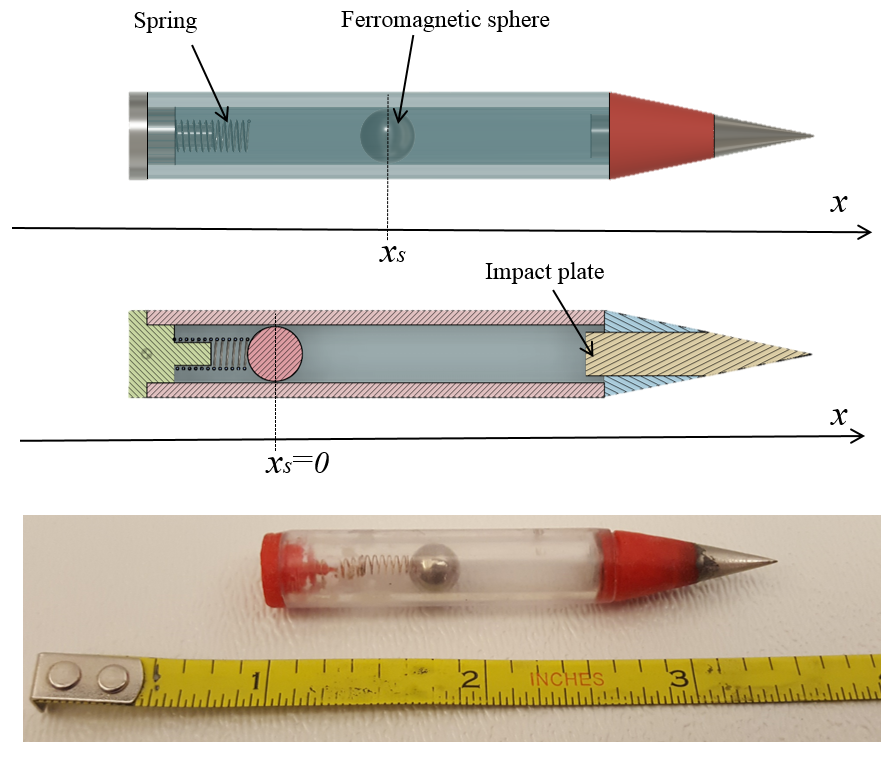 Spring
Ferromagnetic sphere
x
xs
Impact plate
x
xs=0
1
2
INCHES
3